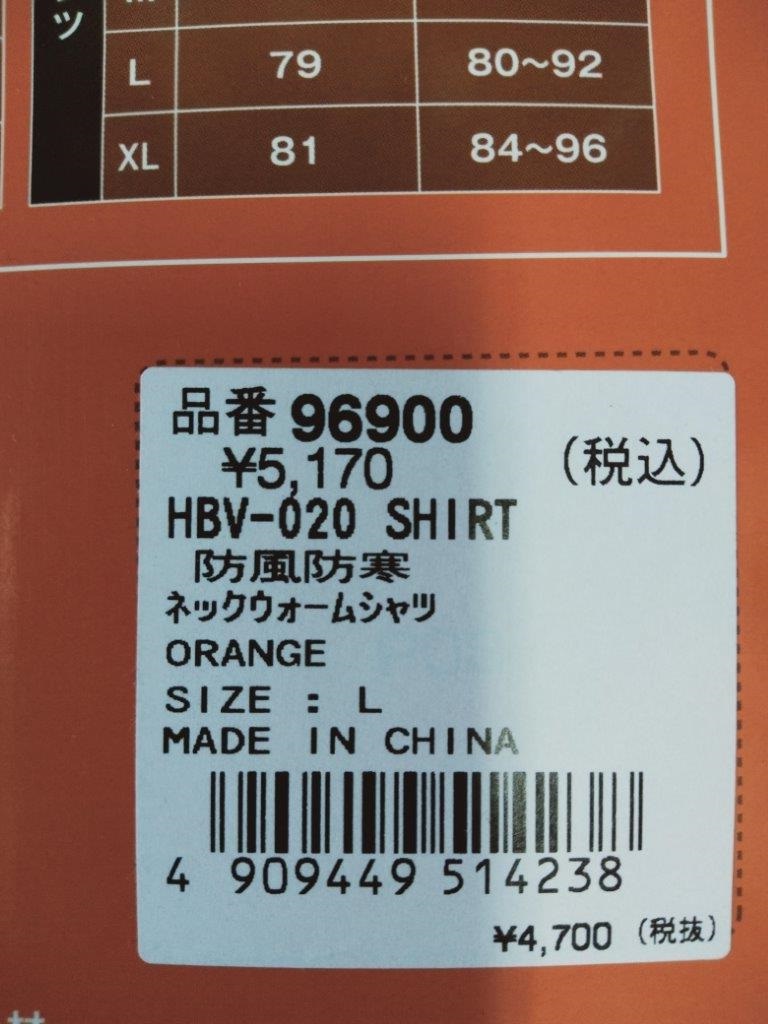 ツ
L 79 80~92
XL 81 84~96
品番 96900
¥5,170 (税込)
HBV-020 SHIRT
防風防寒
ネックウォームシャツ
ORANGE
SIZE : L
MADE IN CHINA
4 909449 514238
¥4,700 (税抜)